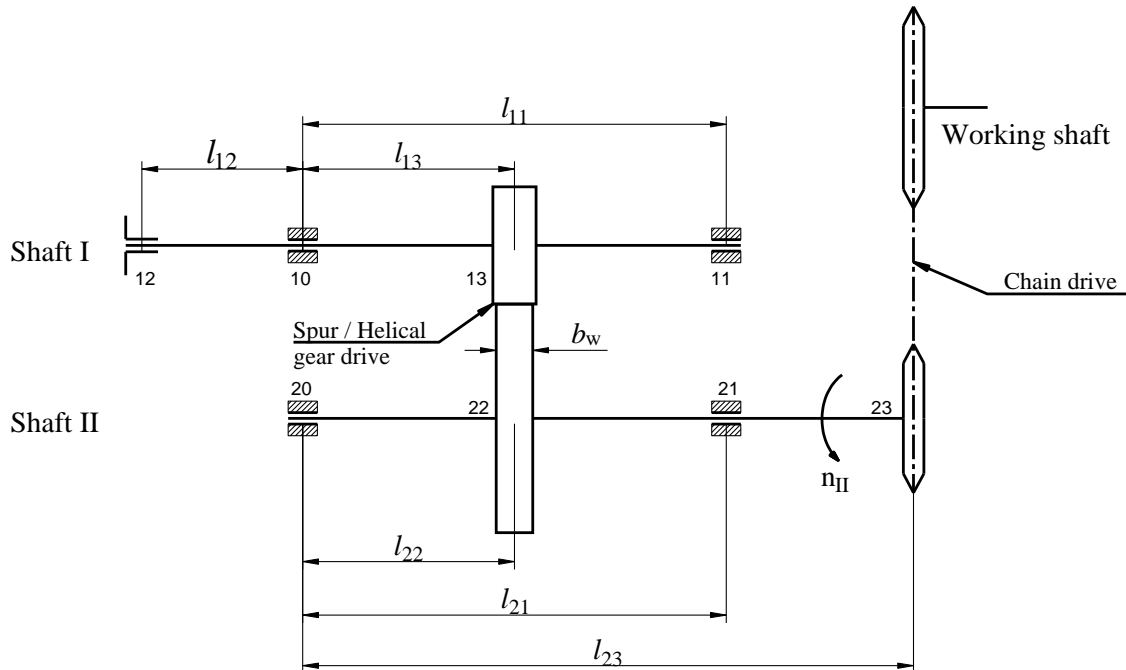 l11
Working shaft
l12
l13
Shaft I
12
10
13
11
Chain drive
Spur / Helical
gear drive
bw
20
21
22
23
Shaft II
nII
l22
l21
l23